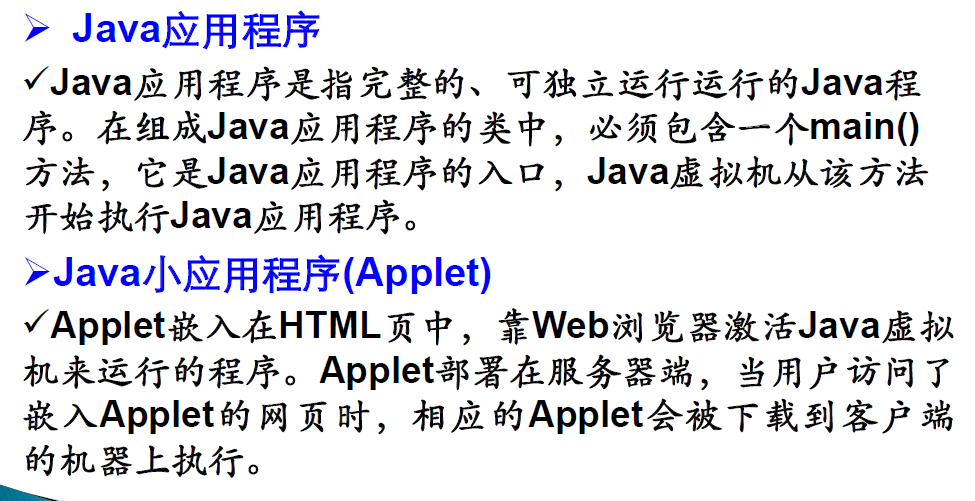 ➢ Java应用程序
✓Java应用程序是指完整的、可独立运行运行的Java程
序。在组成Java应用程序的类中，必须包含一个main()
方法，它是Java应用程序的入口，Java虚拟机从该方法
开始执行Java应用程序。
➢Java小应用程序(Applet)
✓Applet嵌入在HTML页中，靠Web浏览器激活Java虚拟
机来运行的程序。Applet部署在服务器端，当用户访问了
嵌入Applet的网页时，相应的Applet会被下载到客户端
的机器上执行。